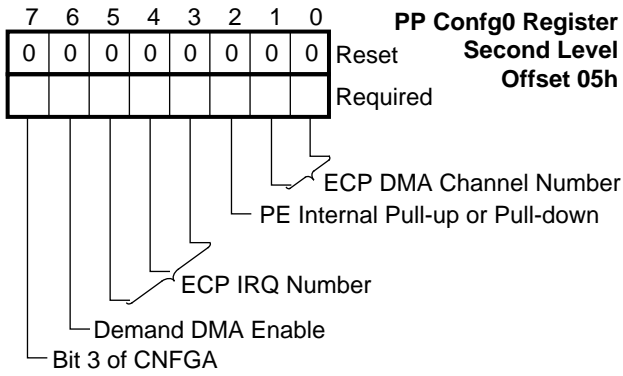 7 6 5 4 3 2 1 0
PP Confg0 Register
Second Level
Offset 05h
0 0 0 0 0 0 0 0 Reset
Required
ECP DMA Channel Number
PE Internal Pull-up or Pull-down
ECP IRQ Number
Demand DMA Enable
Bit 3 of CNFGA